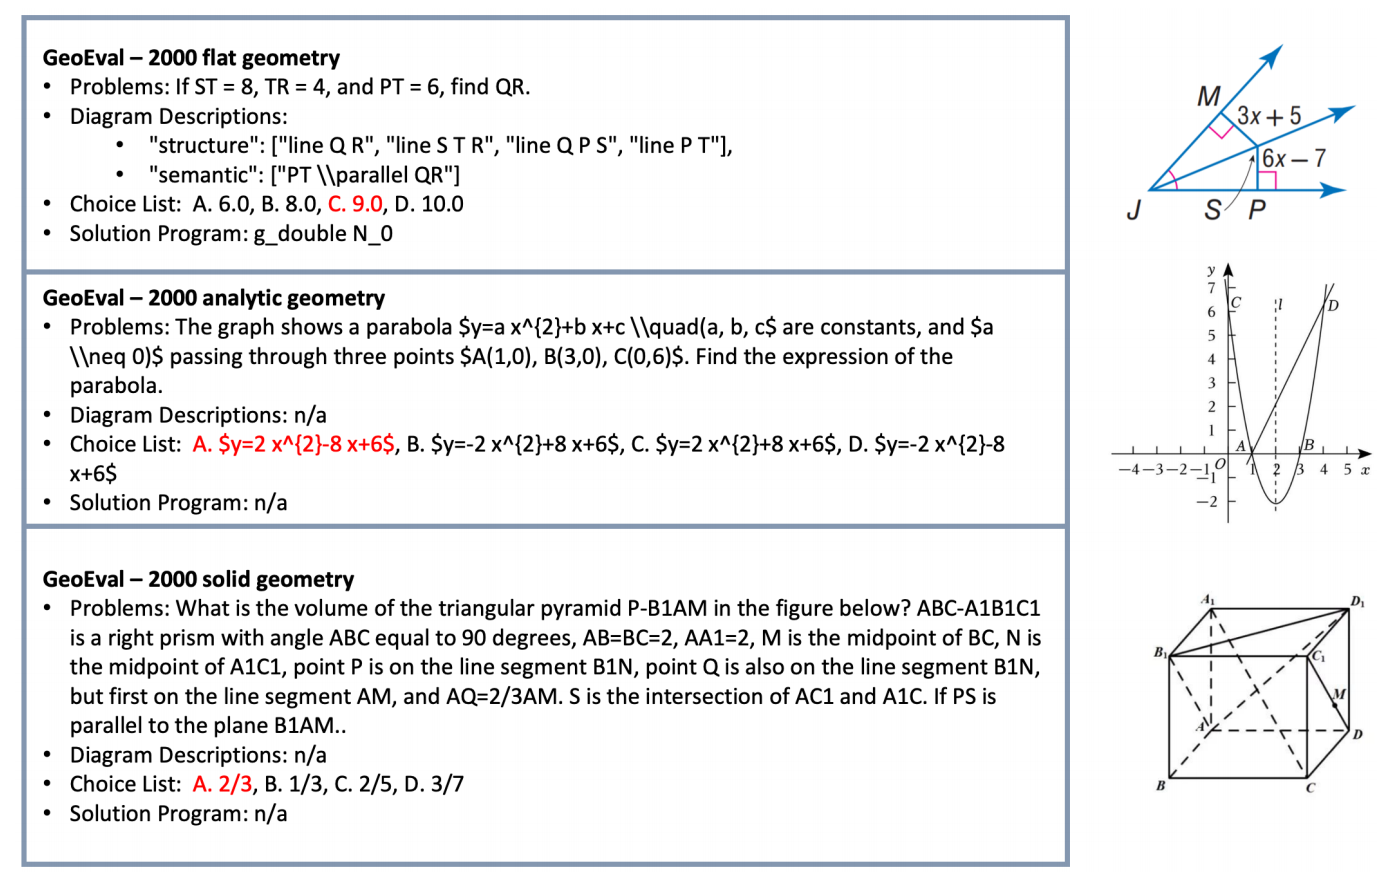 GeoEval – 2000 flat geometry
• Problems: If ST = 8, TR = 4, and PT = 6, find QR.
• Diagram Descriptions:
• "structure": ["line Q R", "line S T R", "line Q P S", "line P T"],
• "semantic": ["PT \\parallel QR"]
• Choice List: A. 6.0, B. 8.0, C. 9.0, D. 10.0
• Solution Program: g_double N_0
GeoEval – 2000 analytic geometry
• Problems: The graph shows a parabola $y=a x^{2}+b x+c \\quad(a, b, c$ are constants, and $a
\\neq 0)$ passing through three points $A(1,0), B(3,0), C(0,6)$. Find the expression of the
parabola.
• Diagram Descriptions: n/a
• Choice List: A. $y=2 x^{2}-8 x+6$, B. $y=-2 x^{2}+8 x+6$, C. $y=2 x^{2}+8 x+6$, D. $y=-2 x^{2}-8
x+6$
• Solution Program: n/a
GeoEval – 2000 solid geometry
• Problems: What is the volume of the triangular pyramid P-B1AM in the figure below? ABC-A1B1C1
is a right prism with angle ABC equal to 90 degrees, AB=BC=2, AA1=2, M is the midpoint of BC, N is
the midpoint of A1C1, point P is on the line segment B1N, point Q is also on the line segment B1N,
but first on the line segment AM, and AQ=2/3AM. S is the intersection of AC1 and A1C. If PS is
parallel to the plane B1AM..
• Diagram Descriptions: n/a
• Choice List: A. 2/3, B. 1/3, C. 2/5, D. 3/7
• Solution Program: n/a
M
3x + 5
6x – 7
J S P
y
7
C l D
6
5
4
3
2
1
A B
−4 −3 −2 −1 O 1 2 3 4 5 x
−1
−2
A1 D1
B1 C1
M
A D
B C